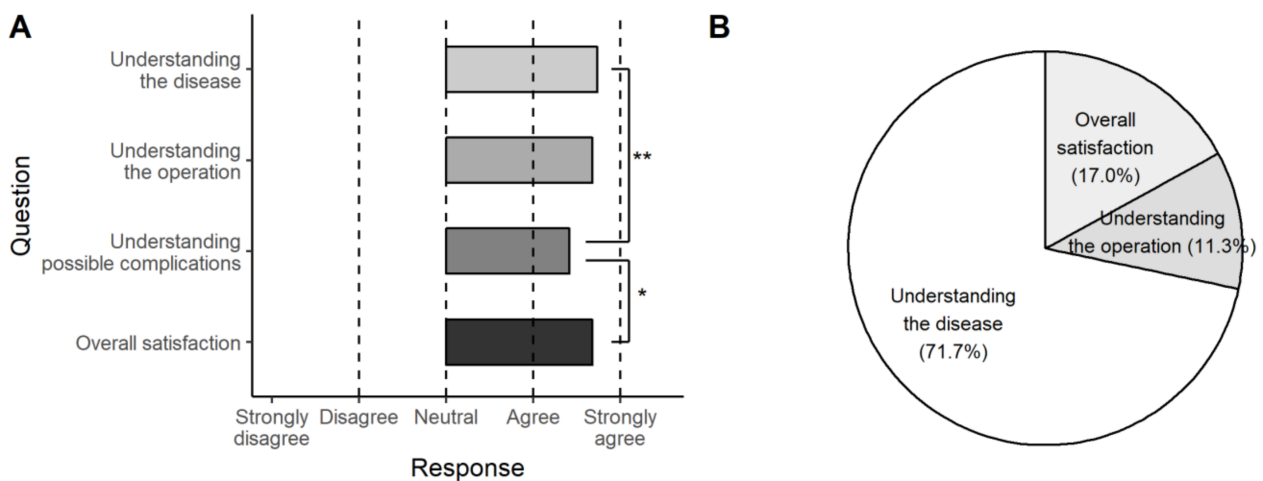 A
Question
Understanding
the disease
Understanding
the operation
Understanding
possible complications
Overall satisfaction
**
*
Strongly
disagree
Disagree
Neutral
Agree
Strongly
agree
Response
B
Overall
satisfaction
(17.0%)
Understanding
the operation (11.3%)
Understanding
the disease
(71.7%)